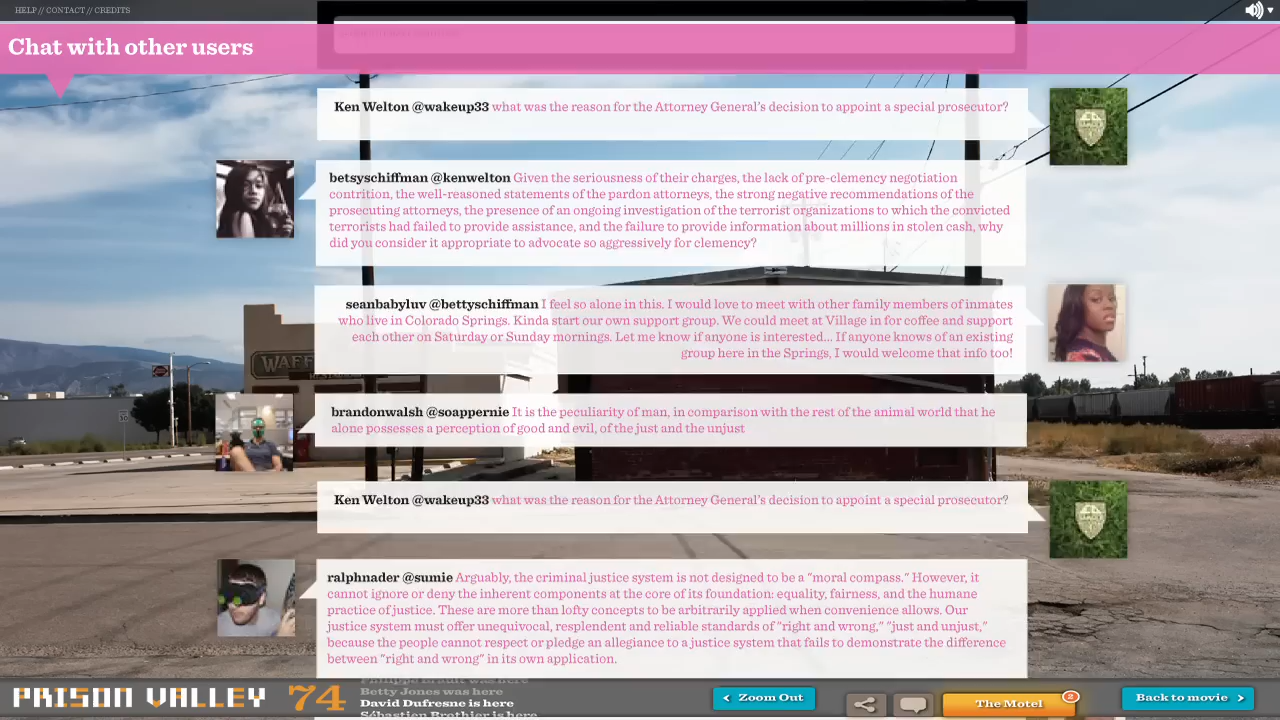 HELP // CONTACT // CREDITS
Chat with other users
Ken Welton @wakeup33 what was the reason for the Attorney General's decision to appoint a special prosecutor?
betsyschiffman @kenwelton Given the seriousness of their charges, the lack of pre-clemency negotiation
contrition, the well-reasoned statements of the pardon attorneys, the strong negative recommendations of the
prosecuting attorneys, the presence of an ongoing investigation of the terrorist organizations to which the convicted
terrorists had failed to provide assistance, and the failure to provide information about millions in stolen cash, why
did you consider it appropriate to advocate so aggressively for clemency?
seanbabyluv @bettyschiffman I feel so alone in this. I would love to meet with other family members of inmates
who live in Colorado Springs. Kinda start our own support group. We could meet at Village in for coffee and support
each other on Saturday or Sunday mornings. Let me know if anyone is interested... If anyone knows of an existing
group here in the Springs, I would welcome that info too!
WAFF
brandonwalsh @soappernie It is the peculiarity of man, in comparison with the rest of the animal world that he
alone possesses a perception of good and evil, of the just and the unjust
Ken Welton @wakeup33 what was the reason for the Attorney General's decision to appoint a special prosecutor?
ralphnader @sumie Arguably, the criminal justice system is not designed to be a "moral compass." However, it
cannot ignore or deny the inherent components at the core of its foundation: equality, fairness, and the humane
practice of justice. These are more than lofty concepts to be arbitrarily applied when convenience allows. Our
justice system must offer unequivocal, resplendent and reliable standards of "right and wrong," "just and unjust,"
because the people cannot respect or pledge an allegiance to a justice system that fails to demonstrate the difference
between "right and wrong" in its own application.
PRISON VALLEY 74
Philippe Brault was here
Betty Jones was here
David Dufresne is here
Sébastien Brothier is here
Zoom Out
The Motel 2
Back to movie